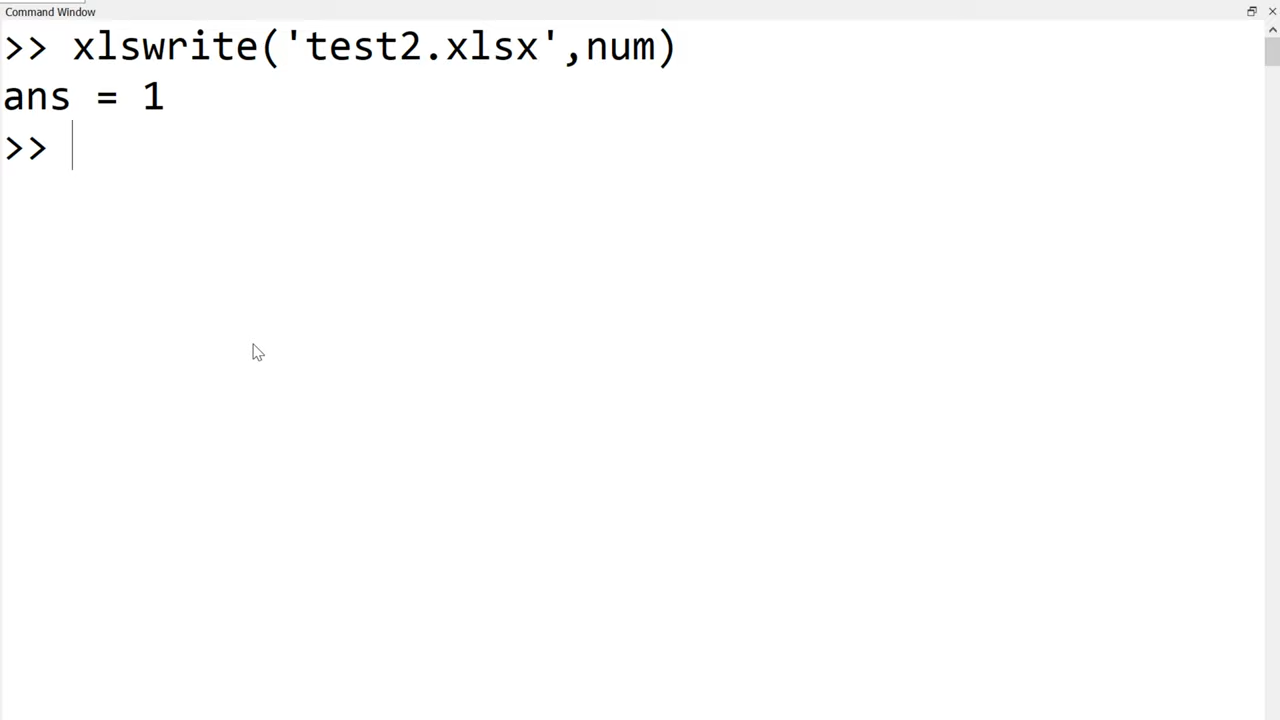 Command Window
>> xlswrite('test2.xlsx',num)
ans = 1
>>